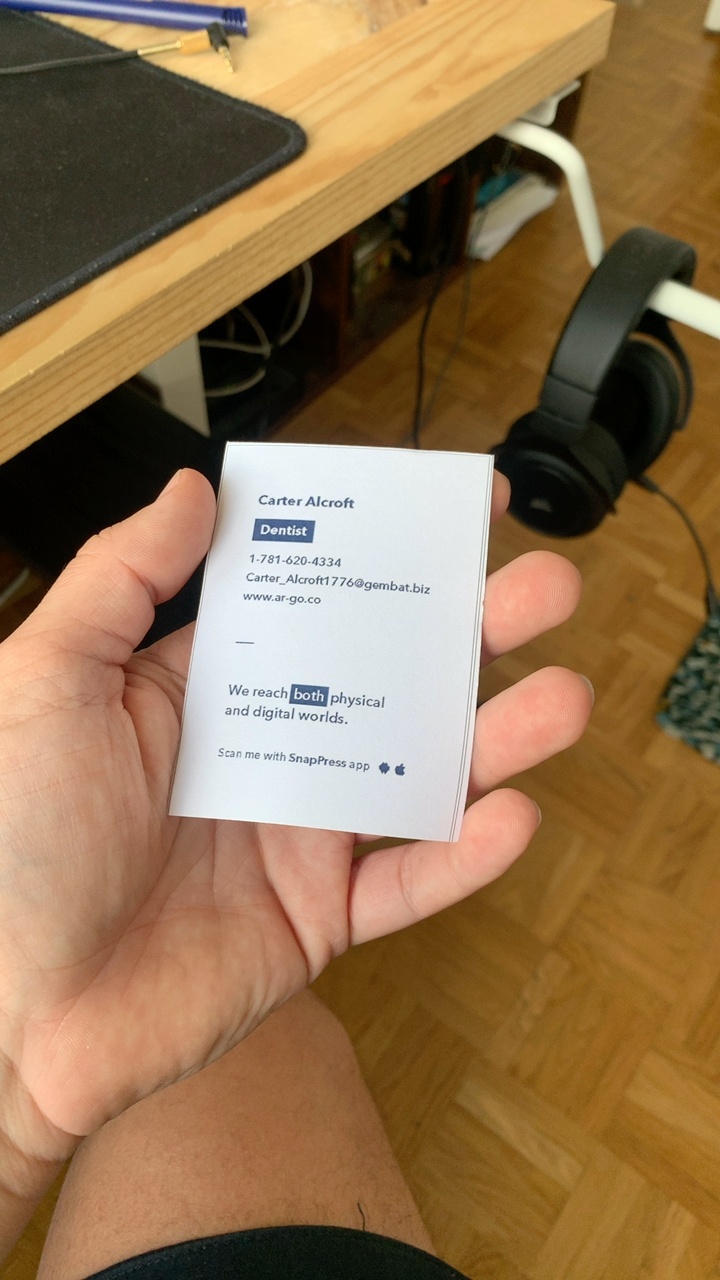 Carter Alcroft
Dentist
1-781-620-4334
Carter_Alcroft1776@gembat.biz
www.ar-go.co
We reach both physical
and digital worlds.
Scan me with SnapPress app